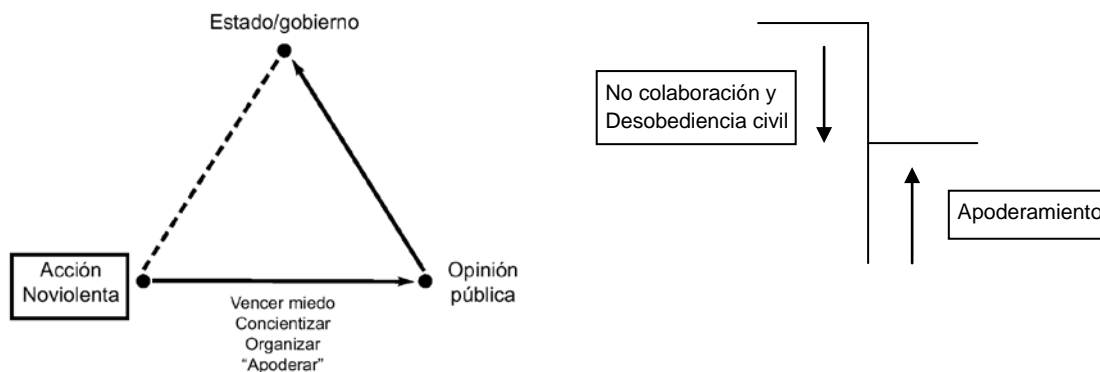 Estado/gobierno
Acción
Noviolenta
Vencer miedo
Concientizar
Organizar
“Apoderar”
Opinión
pública
No colaboración y
Desobediencia civil
Apoderamiento